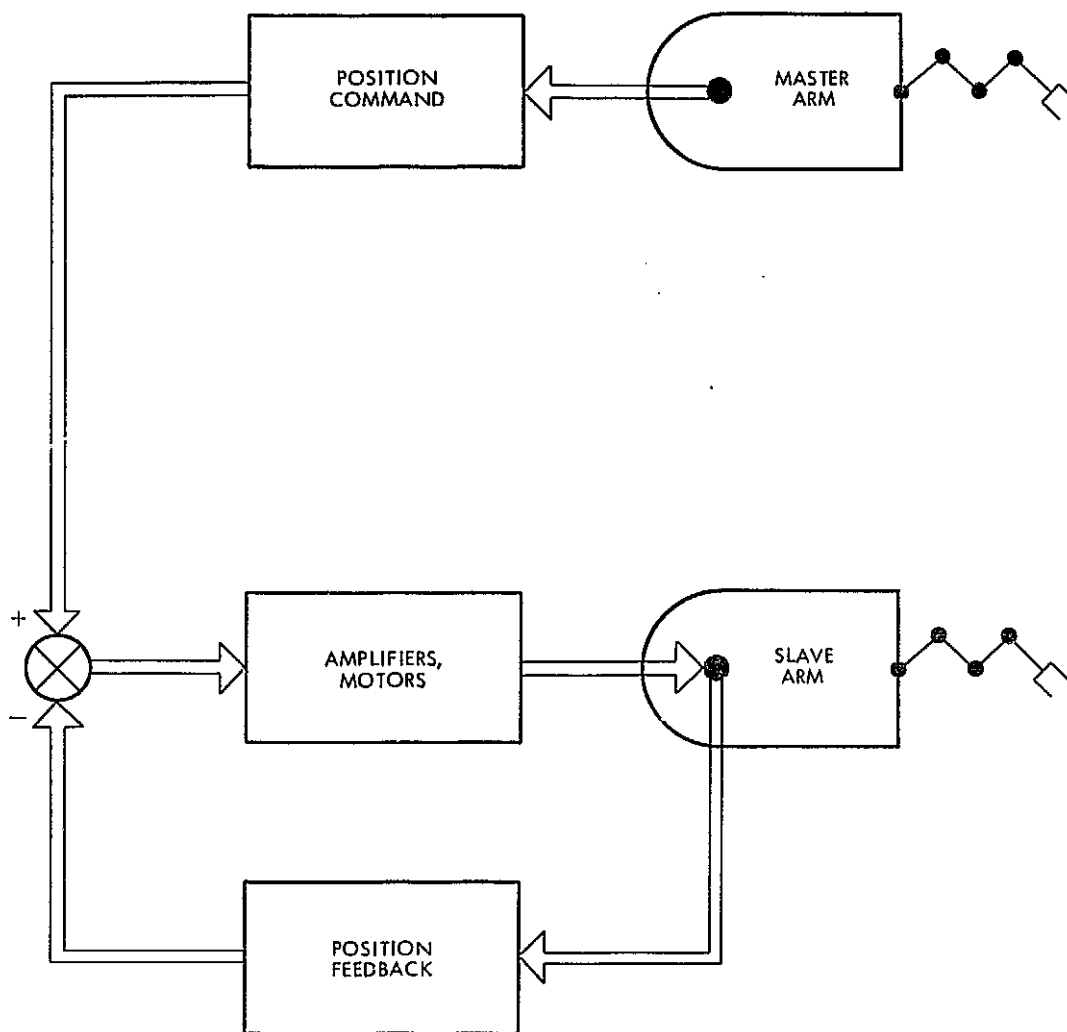 POSITION
COMMAND
MASTER
ARM
+
AMPLIFIERS,
MOTORS
SLAVE
ARM
−
POSITION
FEEDBACK